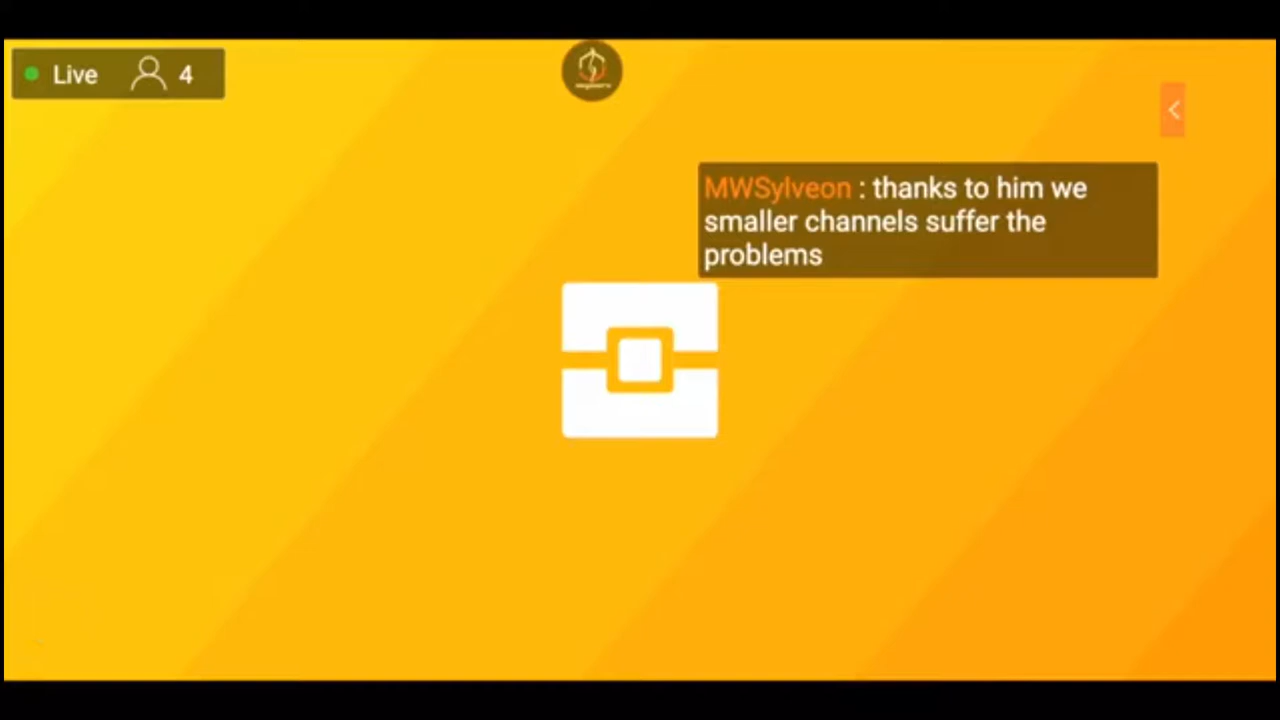 Live 4
MWSylveon : thanks to him we
smaller channels suffer the
problems